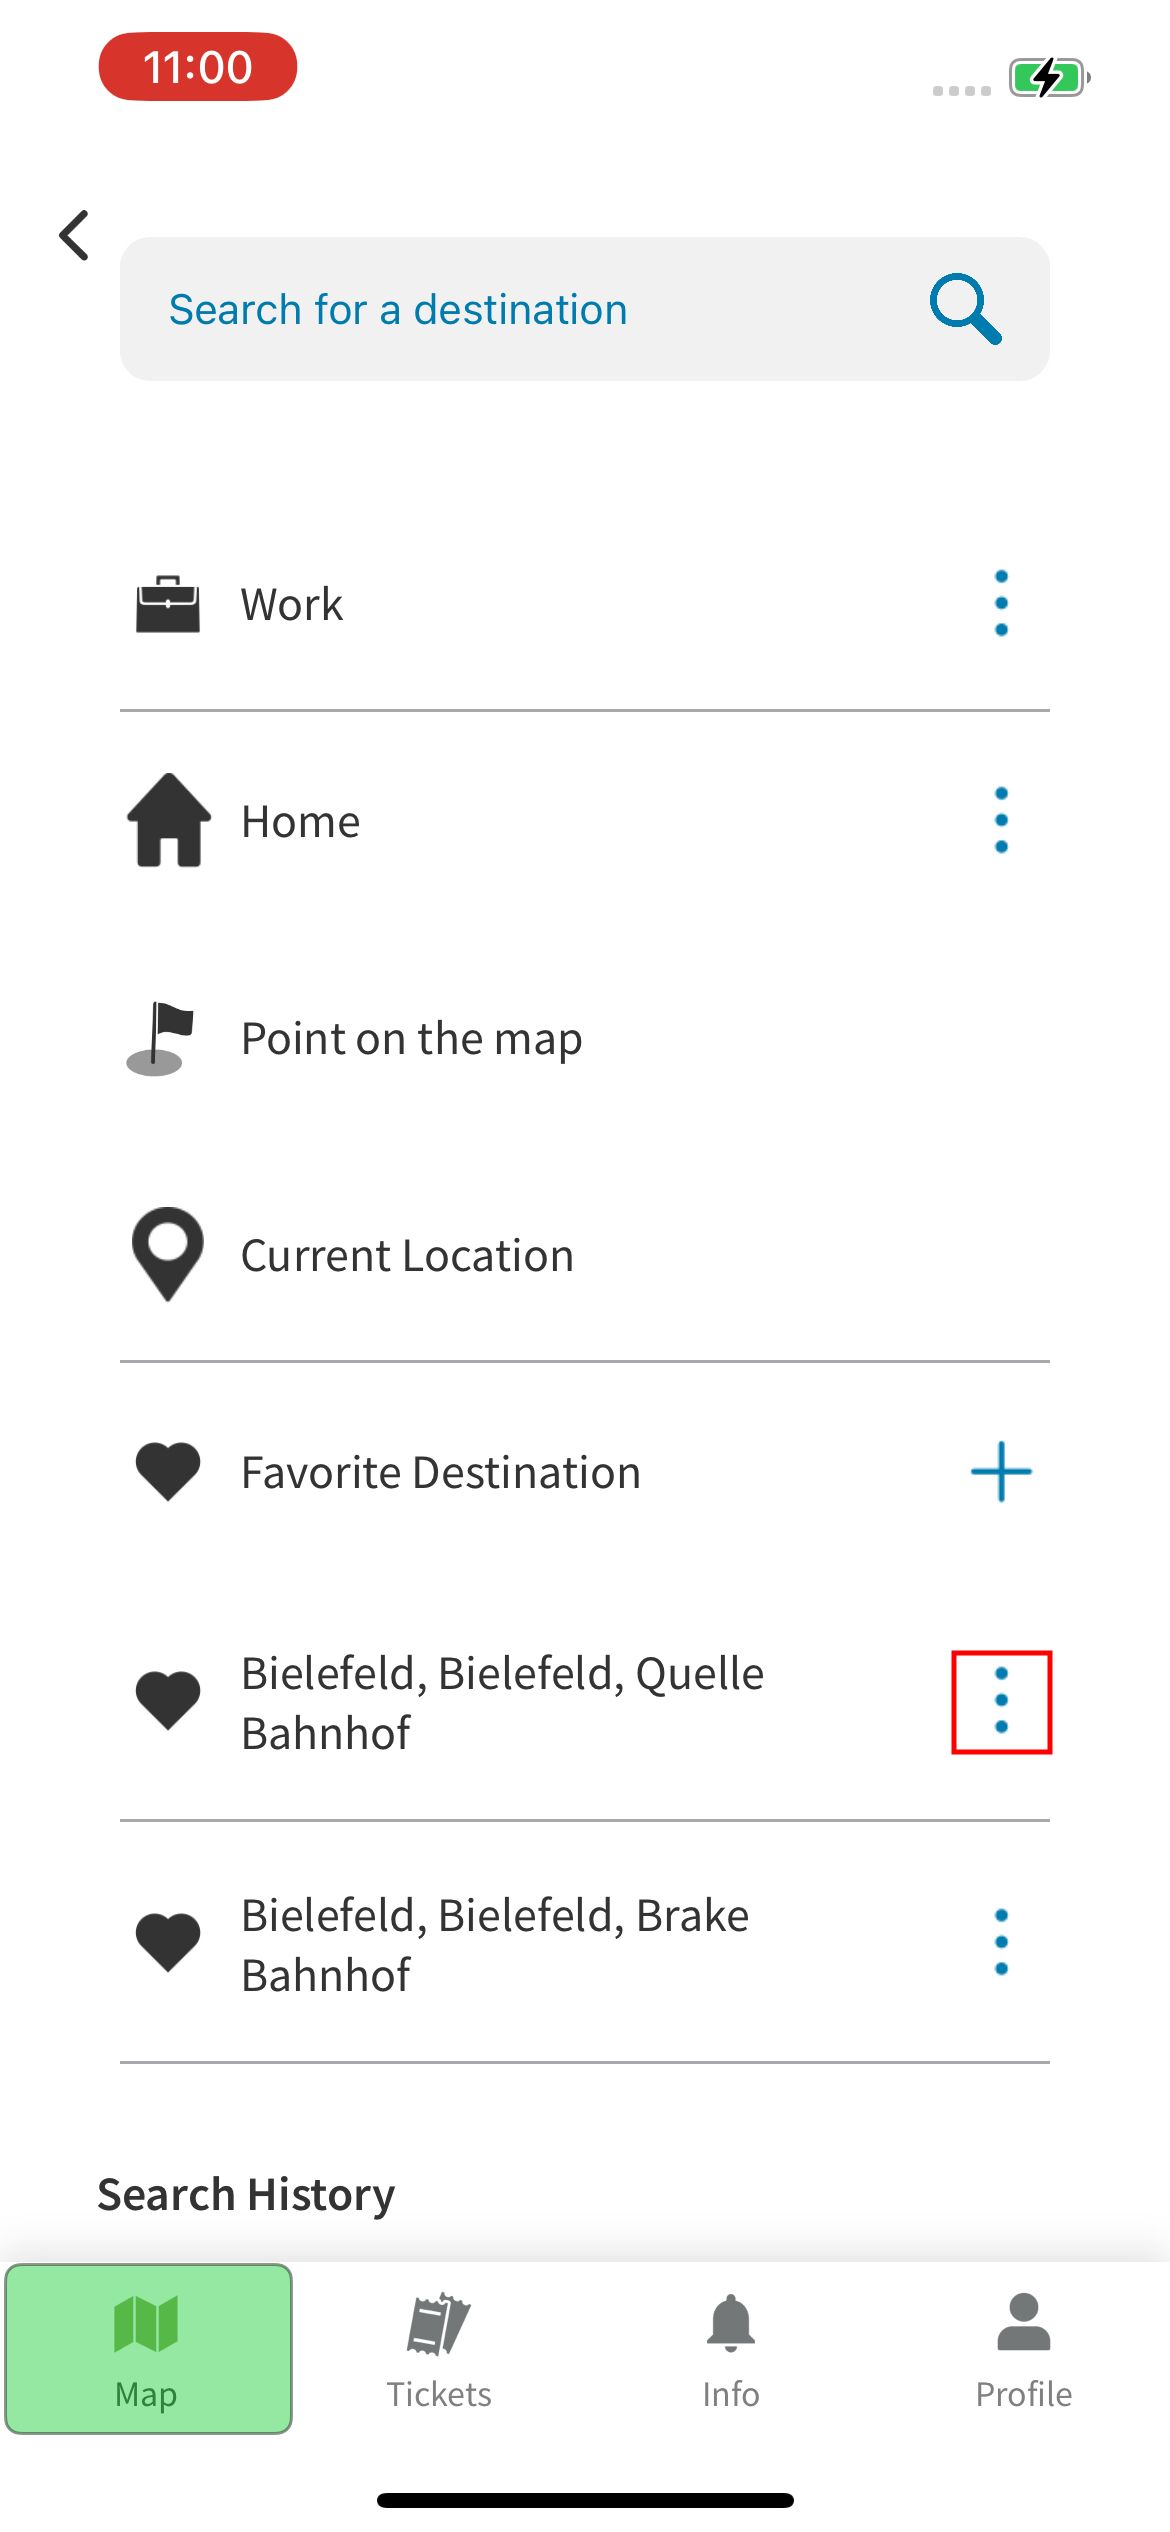 11:00
Search for a destination
Work
Home
Point on the map
Current Location
Favorite Destination
Bielefeld, Bielefeld, Quelle
Bahnhof
Bielefeld, Bielefeld, Brake
Bahnhof
Search History
Map
Tickets
Info
Profile